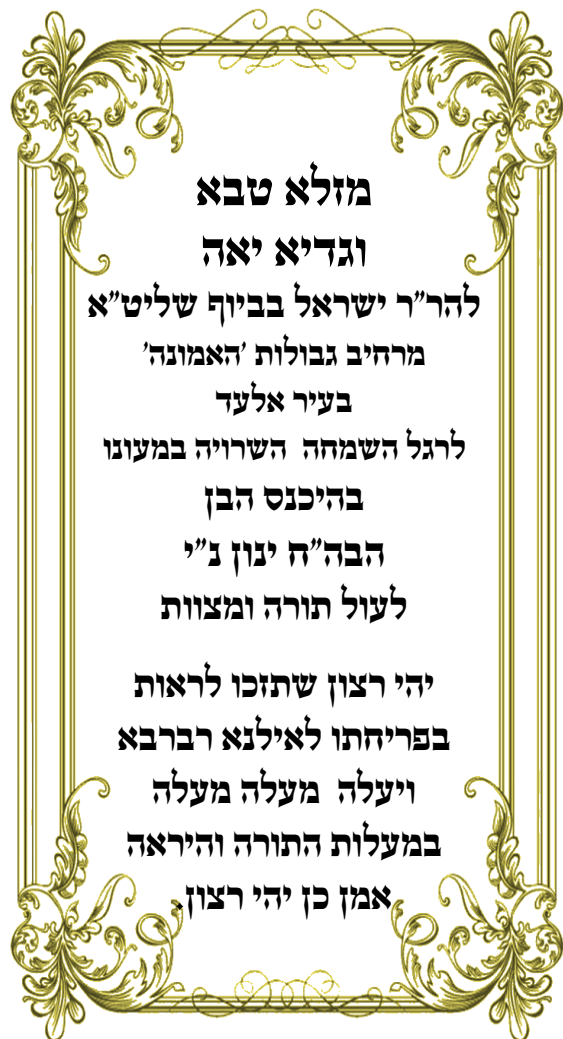 מזלא טבא
וגדיא יאה
להר"ר ישראל בביוף שליט"א
מרחיב גבולות 'האמונה'
בעיר אלעד
לרגל השמחה השרויה במעונו
בהיכנס הבן
הבה"ח ינון נ"י
לעול תורה ומצוות
יהי רצון שתזכו לראות
בפריחתו לאילנא רברבא
ויעלה מעלה מעלה
במעלות התורה והיראה
אמן כן יהי רצון.